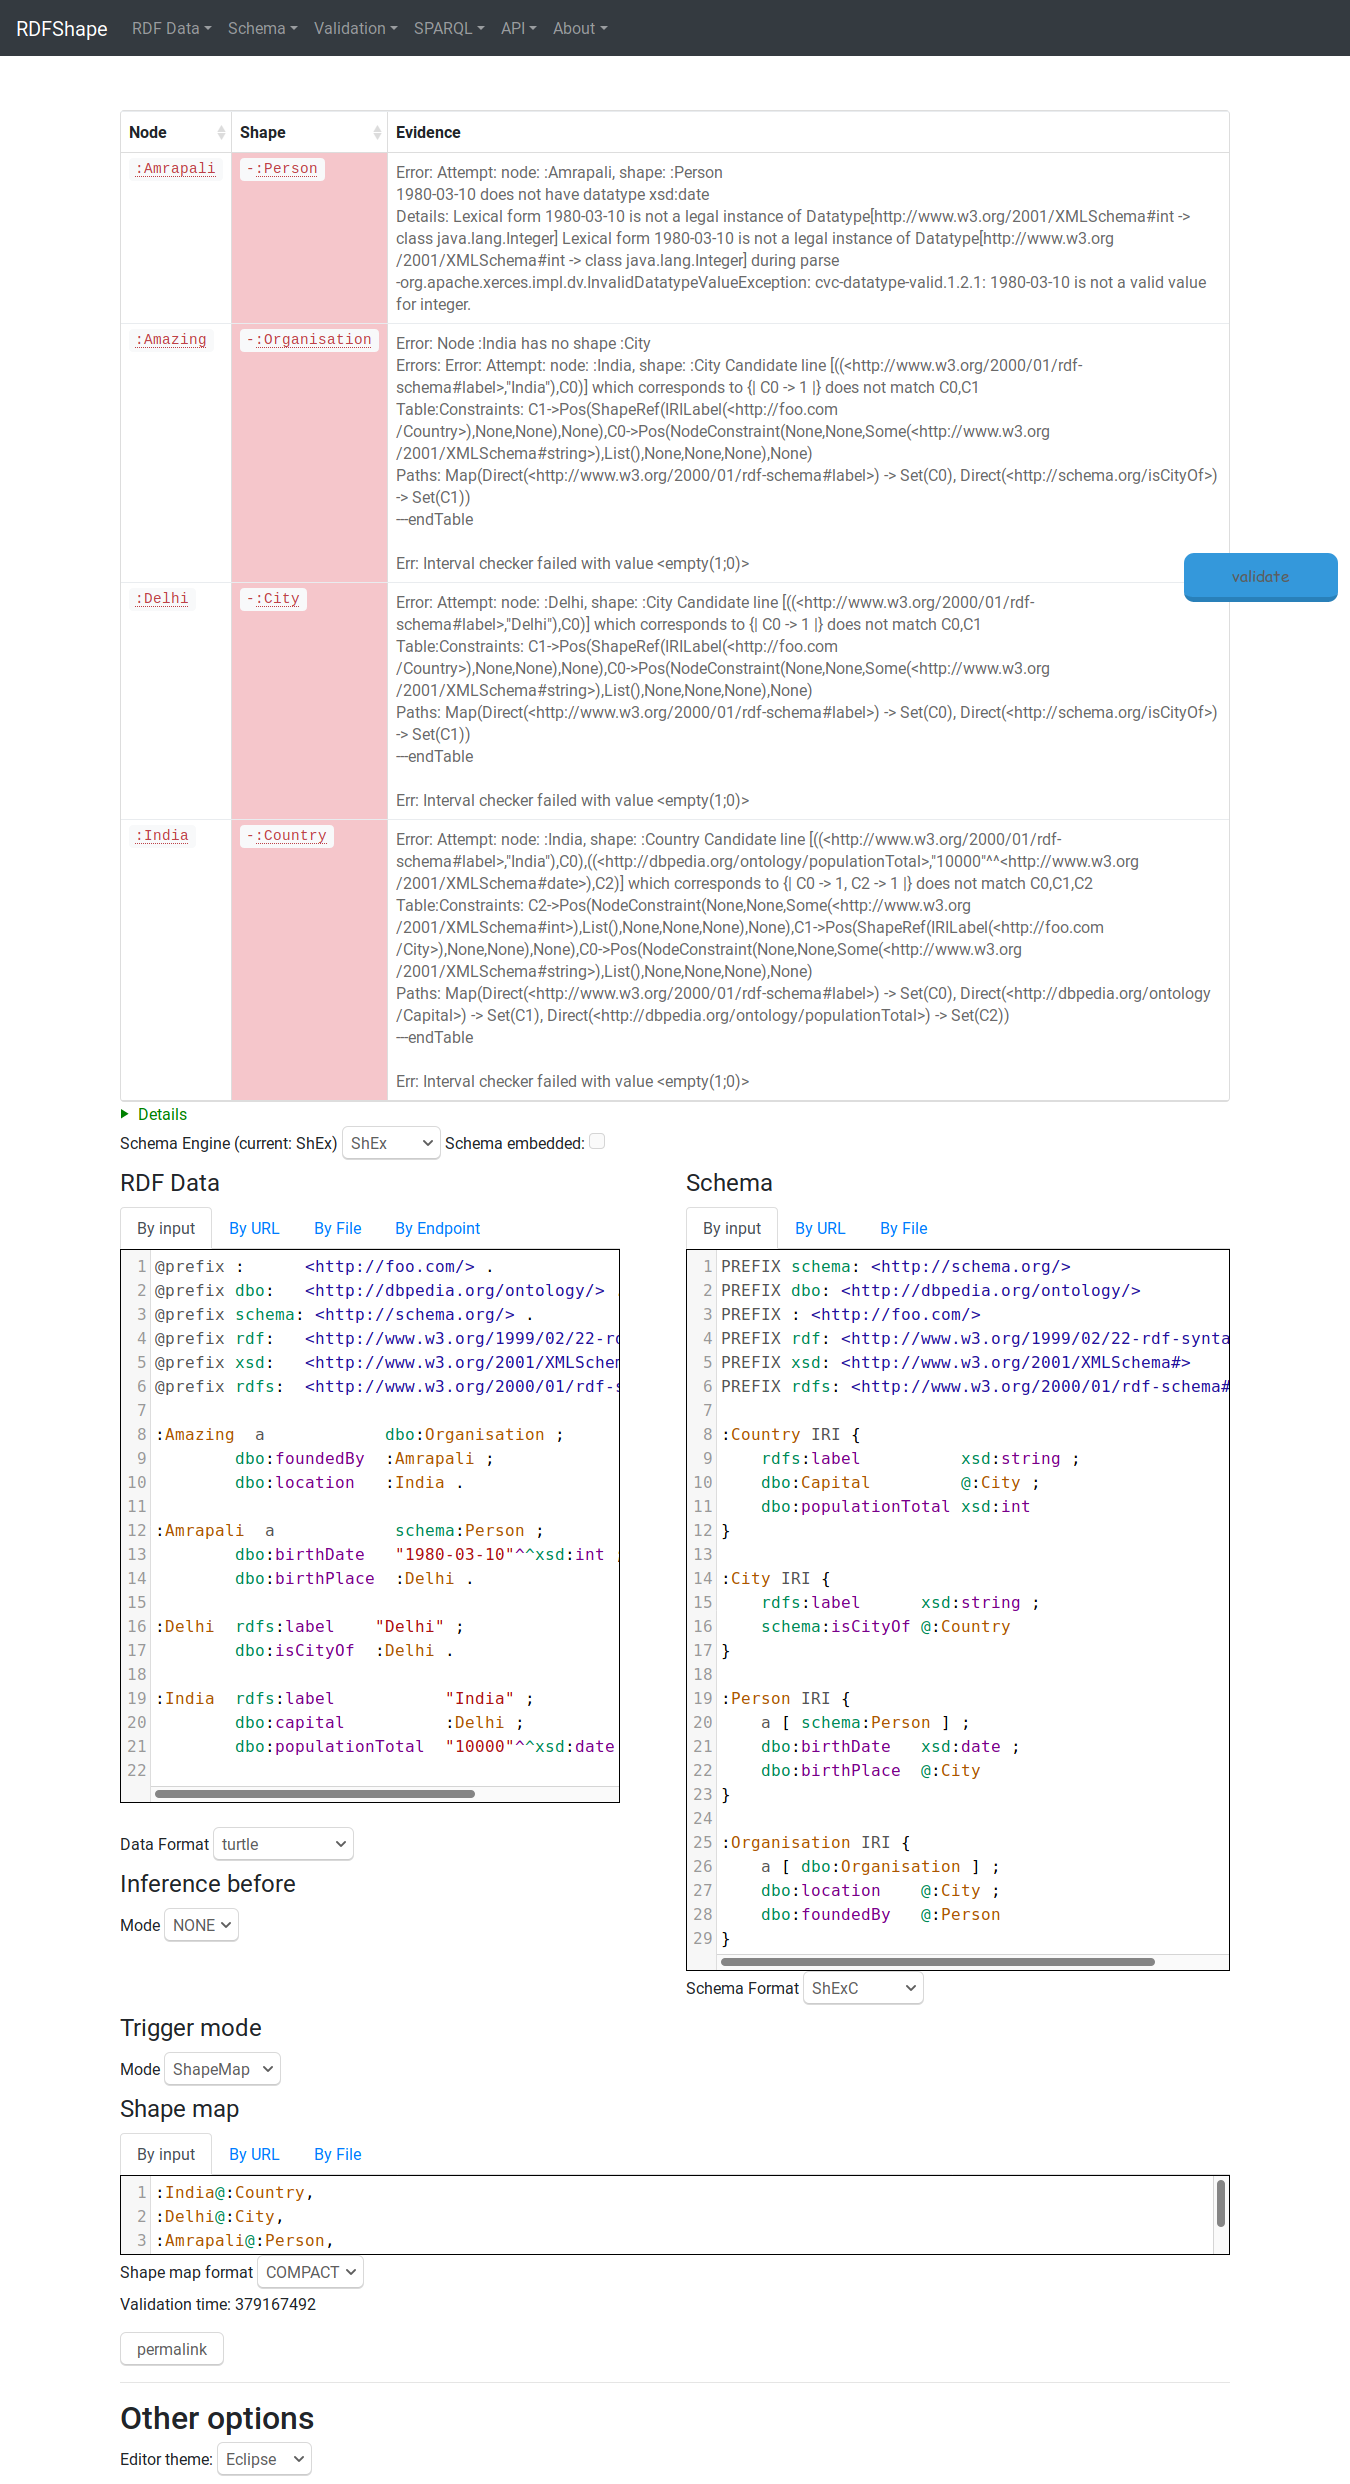 RDFShape RDF Data Schema Validation SPARQL API About
Node Shape Evidence
:Amrapali -:Person
Error: Attempt: node: :Amrapali, shape: :Person
1980-03-10 does not have datatype xsd:date
Details: Lexical form 1980-03-10 is not a legal instance of Datatype[http://www.w3.org/2001/XMLSchema#int ->
class java.lang.Integer] Lexical form 1980-03-10 is not a legal instance of Datatype[http://www.w3.org
/2001/XMLSchema#int -> class java.lang.Integer] during parse
-org.apache.xerces.impl.dv.InvalidDatatypeValueException: cvc-datatype-valid.1.2.1: 1980-03-10 is not a valid value
for integer.
:Amazing -:Organisation
Error: Node :India has no shape :City
Errors: Error: Attempt: node: :India, shape: :City Candidate line [((<http://www.w3.org/2000/01/rdf-
schema#label>,"India"),C0)] which corresponds to {| C0 -> 1 |} does not match C0,C1
Table:Constraints: C1->Pos(ShapeRef(IRILabel(<http://foo.com
/Country>),None,None),None),C0->Pos(NodeConstraint(None,None,Some(<http://www.w3.org
/2001/XMLSchema#string>),List(),None,None,None),None)
Paths: Map(Direct(<http://www.w3.org/2000/01/rdf-schema#label>) -> Set(C0), Direct(<http://schema.org/isCityOf>)
-> Set(C1))
---endTable
Err: Interval checker failed with value <empty(1;0)>
validate
:Delhi -:City
Error: Attempt: node: :Delhi, shape: :City Candidate line [((<http://www.w3.org/2000/01/rdf-
schema#label>,"Delhi"),C0)] which corresponds to {| C0 -> 1 |} does not match C0,C1
Table:Constraints: C1->Pos(ShapeRef(IRILabel(<http://foo.com
/Country>),None,None),None),C0->Pos(NodeConstraint(None,None,Some(<http://www.w3.org
/2001/XMLSchema#string>),List(),None,None,None),None)
Paths: Map(Direct(<http://www.w3.org/2000/01/rdf-schema#label>) -> Set(C0), Direct(<http://schema.org/isCityOf>)
-> Set(C1))
---endTable
Err: Interval checker failed with value <empty(1;0)>
:India -:Country
Error: Attempt: node: :India, shape: :Country Candidate line [((<http://www.w3.org/2000/01/rdf-
schema#label>,"India"),C0),((<http://dbpedia.org/ontology/populationTotal>,"10000"^^<http://www.w3.org
/2001/XMLSchema#date>),C2)] which corresponds to {| C0 -> 1, C2 -> 1 |} does not match C0,C1,C2
Table:Constraints: C2->Pos(NodeConstraint(None,None,Some(<http://www.w3.org
/2001/XMLSchema#int>),List(),None,None,None),None),C1->Pos(ShapeRef(IRILabel(<http://foo.com
/City>),None,None),None),C0->Pos(NodeConstraint(None,None,Some(<http://www.w3.org
/2001/XMLSchema#string>),List(),None,None,None),None)
Paths: Map(Direct(<http://www.w3.org/2000/01/rdf-schema#label>) -> Set(C0), Direct(<http://dbpedia.org/ontology
/Capital>) -> Set(C1), Direct(<http://dbpedia.org/ontology/populationTotal>) -> Set(C2))
---endTable
Err: Interval checker failed with value <empty(1;0)>
Details
Schema Engine (current: ShEx) ShEx Schema embedded:
RDF Data
By input By URL By File By Endpoint
1 @prefix : <http://foo.com/> .
2 @prefix dbo: <http://dbpedia.org/ontology/> .
3 @prefix schema: <http://schema.org/> .
4 @prefix rdf: <http://www.w3.org/1999/02/22-rd
5 @prefix xsd: <http://www.w3.org/2001/XMLSchem
6 @prefix rdfs: <http://www.w3.org/2000/01/rdf-s
7
8 :Amazing a dbo:Organisation ;
9 dbo:foundedBy :Amrapali ;
10 dbo:location :India .
11
12 :Amrapali a schema:Person ;
13 dbo:birthDate "1980-03-10"^^xsd:int ;
14 dbo:birthPlace :Delhi .
15
16 :Delhi rdfs:label "Delhi" ;
17 dbo:isCityOf :Delhi .
18
19 :India rdfs:label "India" ;
20 dbo:capital :Delhi ;
21 dbo:populationTotal "10000"^^xsd:date
22
Data Format turtle
Inference before
Mode NONE
Schema
By input By URL By File
1 PREFIX schema: <http://schema.org/>
2 PREFIX dbo: <http://dbpedia.org/ontology/>
3 PREFIX : <http://foo.com/>
4 PREFIX rdf: <http://www.w3.org/1999/02/22-rdf-synta
5 PREFIX xsd: <http://www.w3.org/2001/XMLSchema#>
6 PREFIX rdfs: <http://www.w3.org/2000/01/rdf-schema#
7
8 :Country IRI {
9 rdfs:label xsd:string ;
10 dbo:Capital @:City ;
11 dbo:populationTotal xsd:int
12 }
13
14 :City IRI {
15 rdfs:label xsd:string ;
16 schema:isCityOf @:Country
17 }
18
19 :Person IRI {
20 a [ schema:Person ] ;
21 dbo:birthDate xsd:date ;
22 dbo:birthPlace @:City
23 }
24
25 :Organisation IRI {
26 a [ dbo:Organisation ] ;
27 dbo:location @:City ;
28 dbo:foundedBy @:Person
29 }
Schema Format ShExC
Trigger mode
Mode ShapeMap
Shape map
By input By URL By File
1 :India@:Country,
2 :Delhi@:City,
3 :Amrapali@:Person,
Shape map format COMPACT
Validation time: 379167492
permalink
Other options
Editor theme: Eclipse